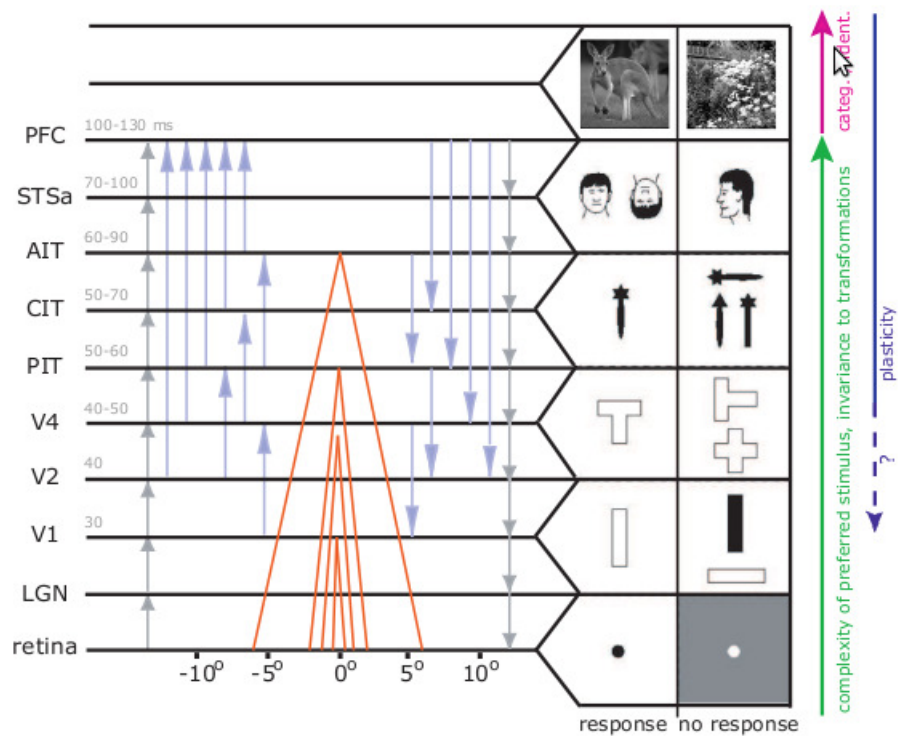 PFC 100-130 ms
STSa 70-100
AIT 60-90
CIT 50-70
PIT 50-60
V4 40-50
V2 40
V1 30
LGN
retina
-10° -5° 0° 5° 10°
response no response
categ. ident.
complexity of preferred stimulus, invariance to transformations
plasticity
?